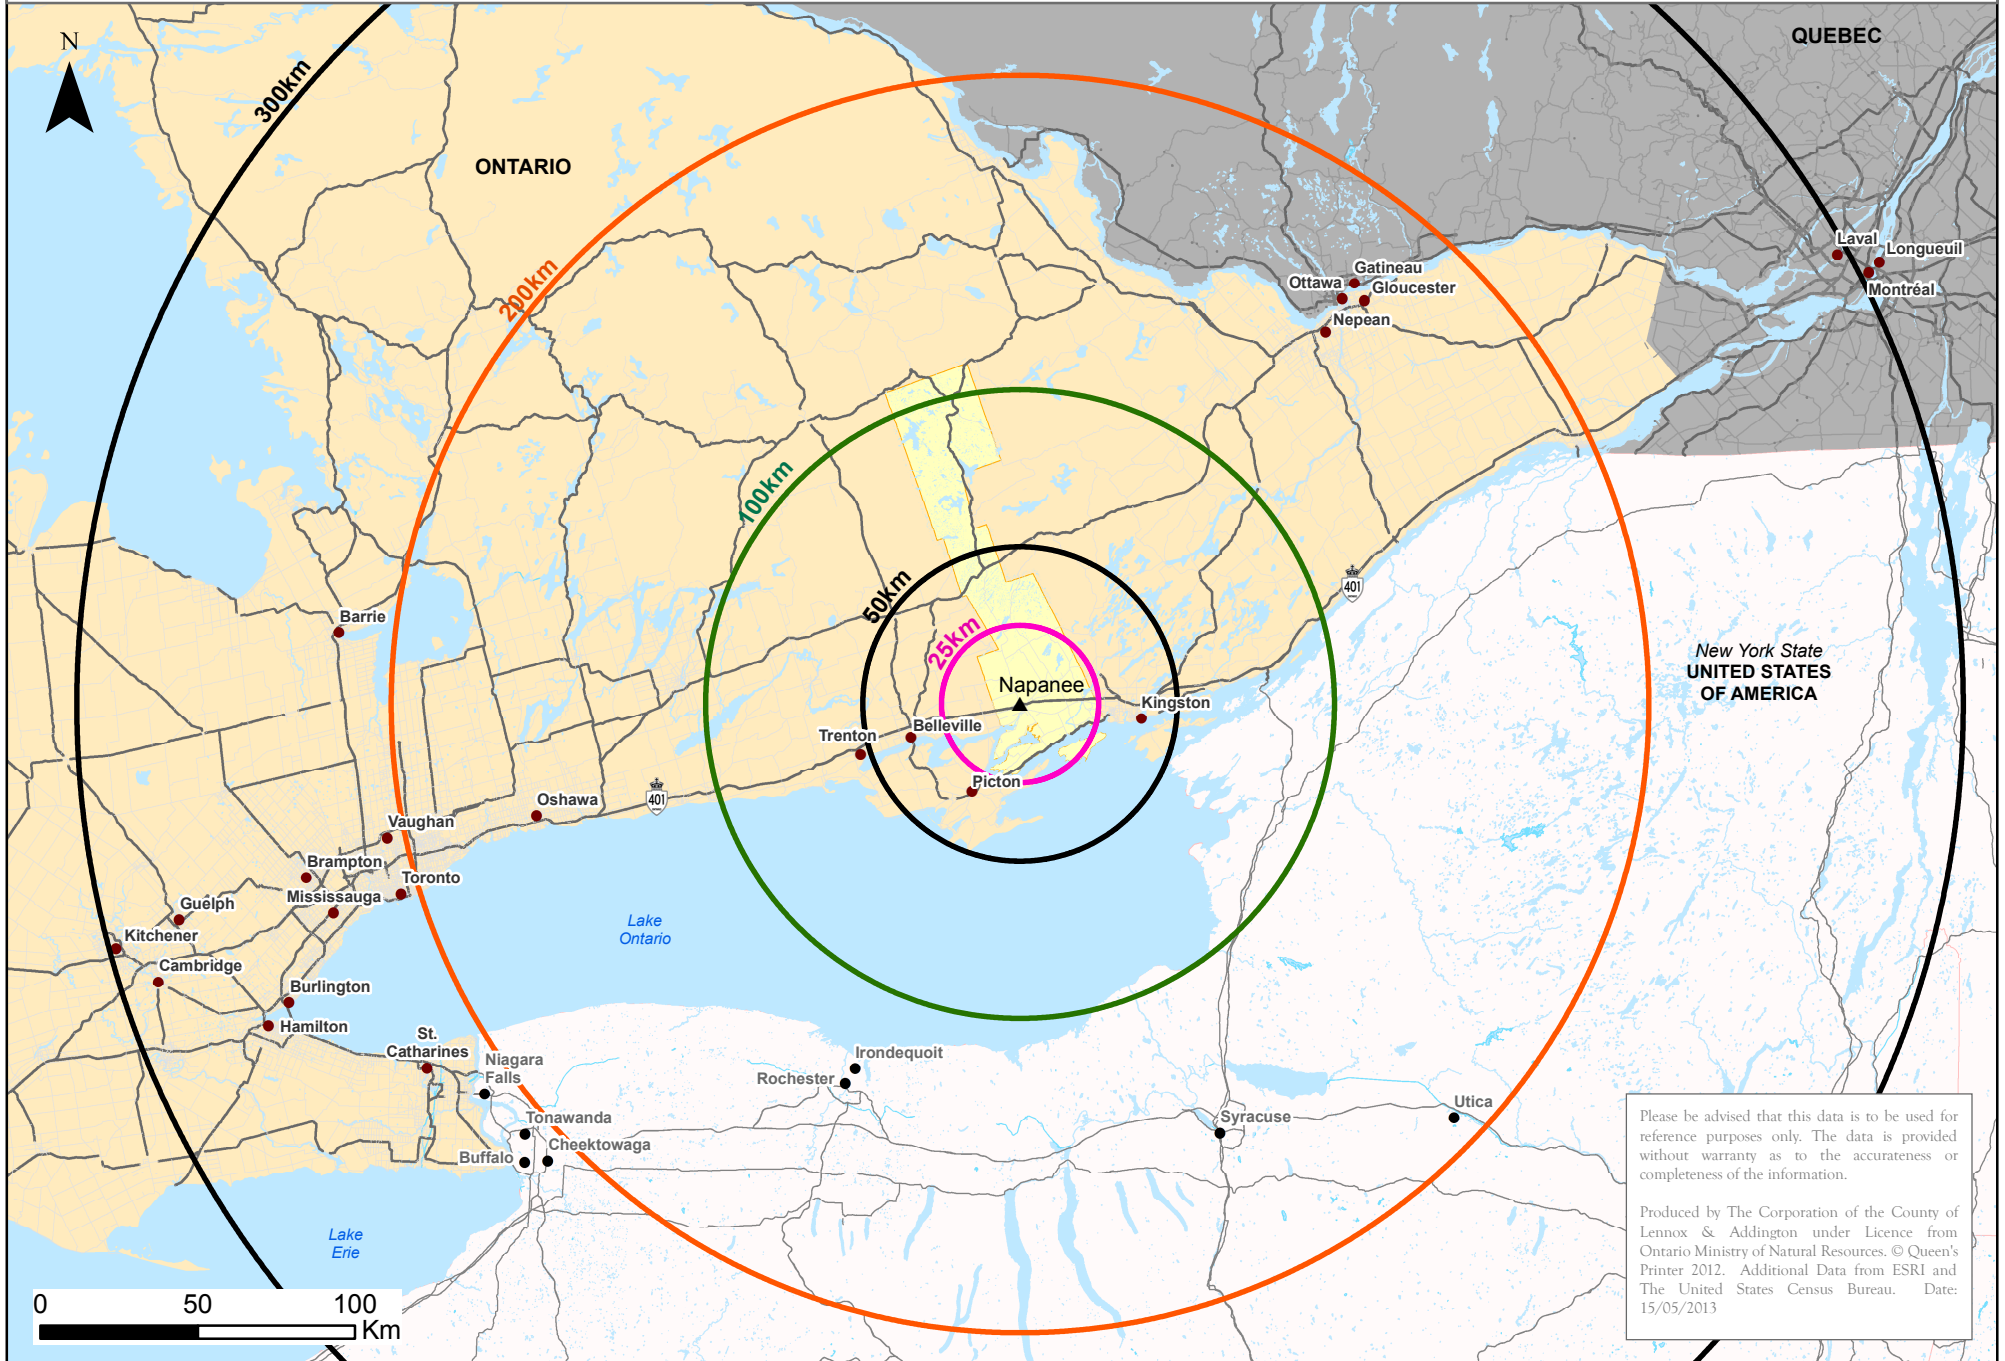 QUEBEC
N
300km
ONTARIO
Laval
Longueuil
Gatineau
Ottawa
Gloucester
Montréal
200km
Nepean
100km
50km
401
Barrie
25km
New York State
UNITED STATES
OF AMERICA
Napanee
Kingston
Belleville
Trenton
Picton
Oshawa
401
Vaughan
Brampton
Toronto
Mississauga
Guelph
Lake
Ontario
Kitchener
Cambridge
Burlington
Hamilton
St.
Catharines
Niagara
Falls
Irondequoit
Rochester
Tonawanda
Cheektowaga
Buffalo
Syracuse
Utica
Lake
Erie
Please be advised that this data is to be used for
reference purposes only. The data is provided
without warranty as to the accurateness or
completeness of the information.
Produced by The Corporation of the County of
Lennox & Addington under Licence from
Ontario Ministry of Natural Resources. © Queen's
Printer 2012. Additional Data from ESRI and
The United States Census Bureau. Date:
15/05/2013
0 50 100
Km